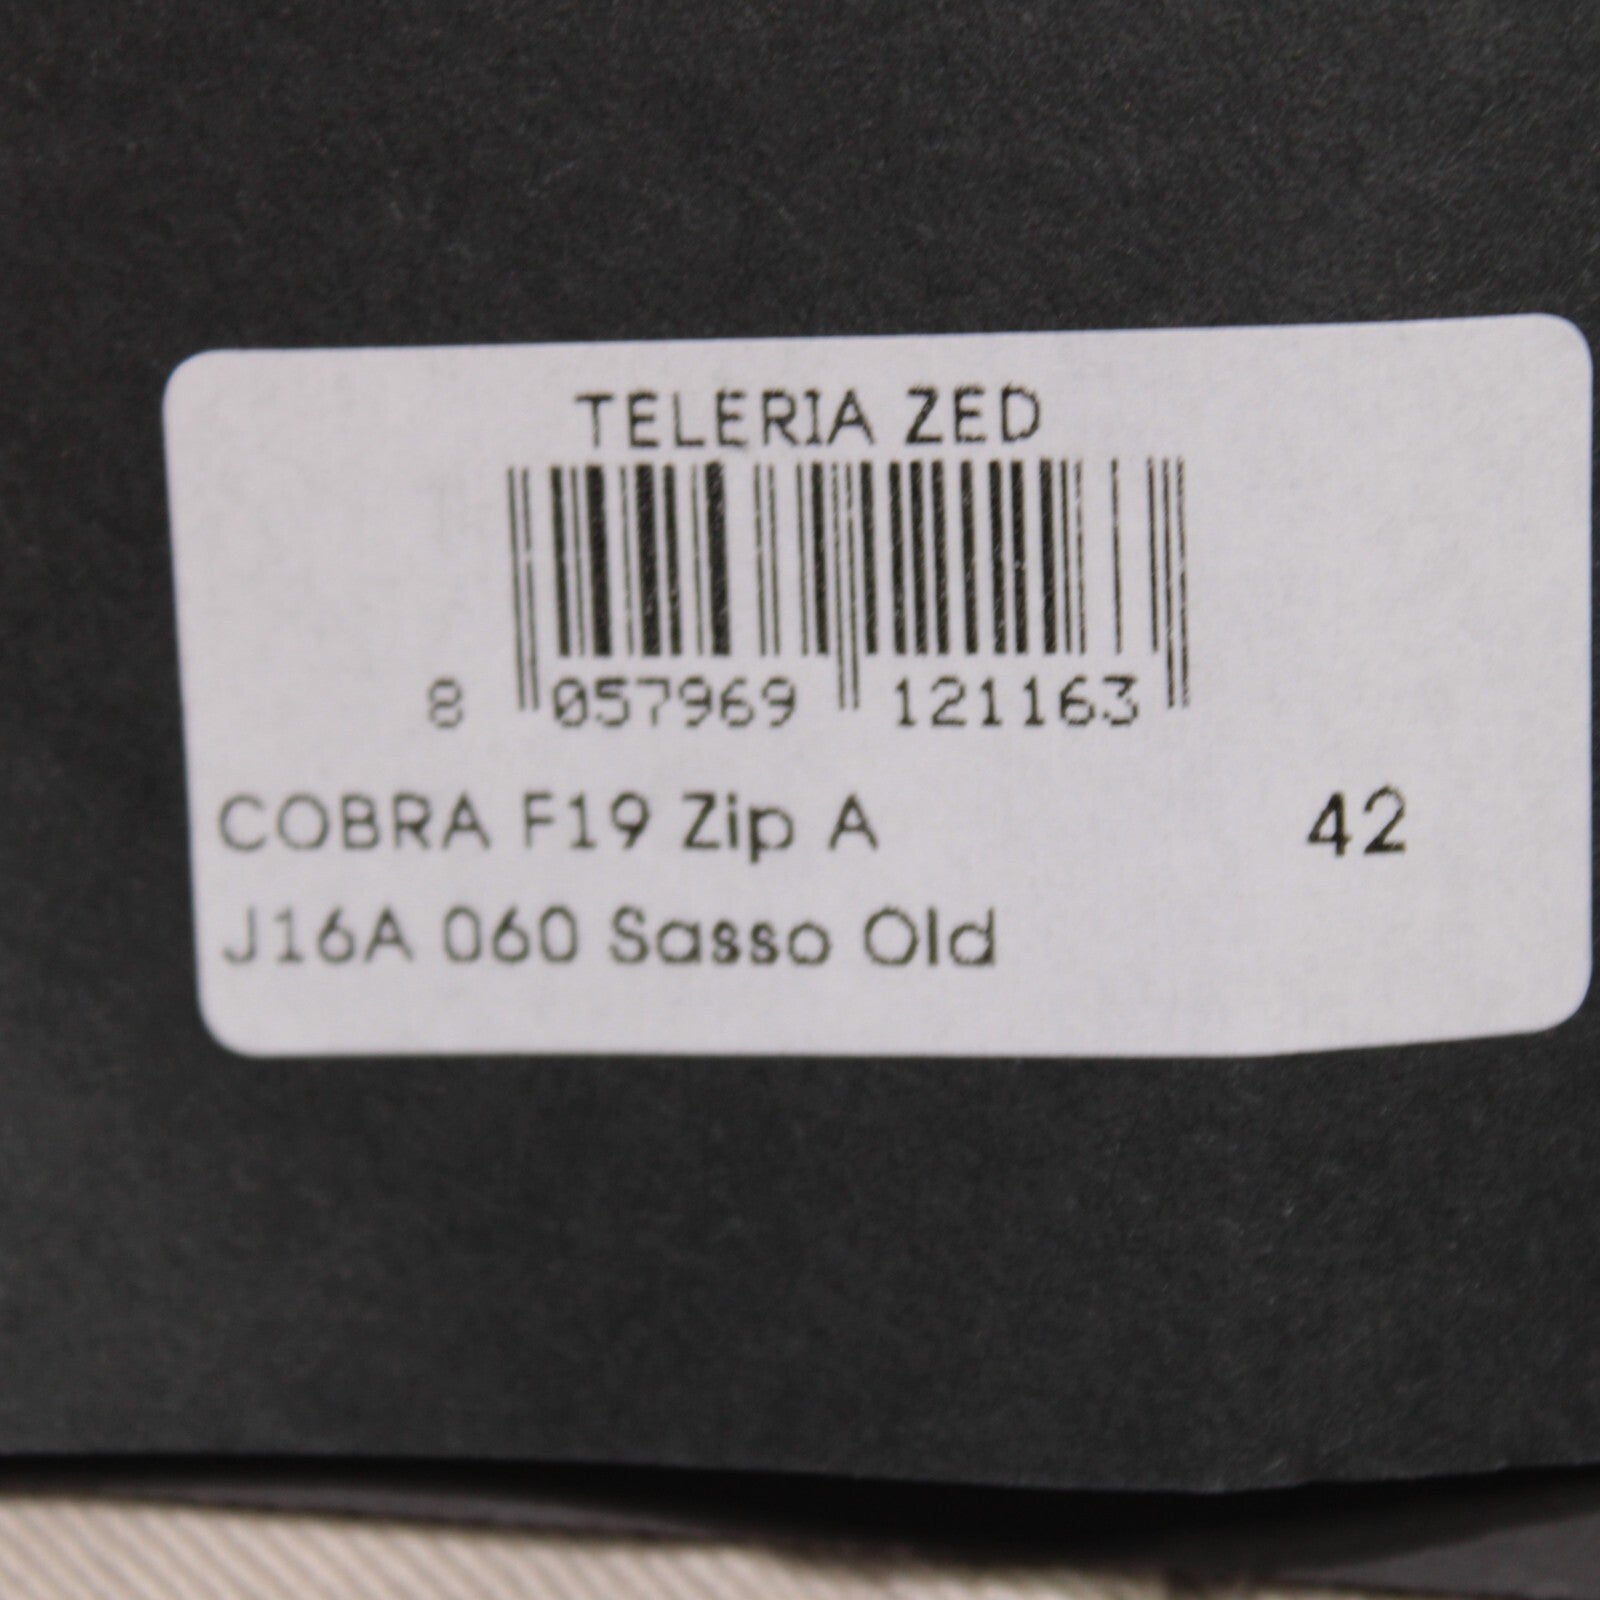 TELERIA ZED
8 057969 121163
COBRA F19 Zip A 42
J16A 060 Sasso Old